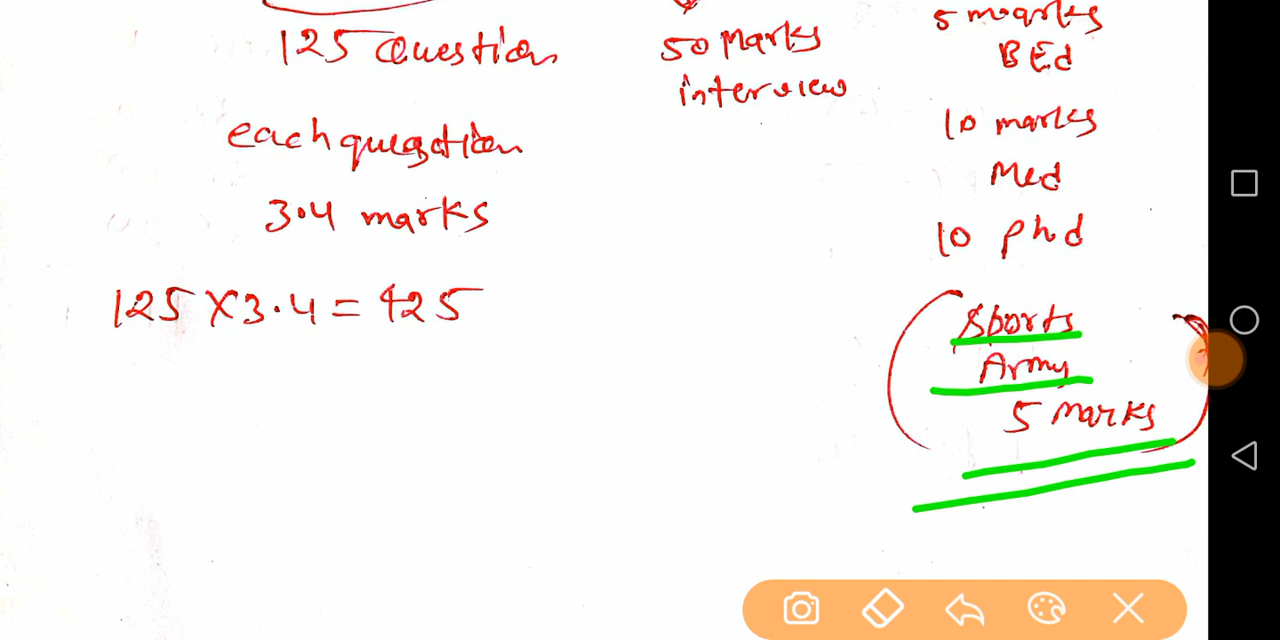 125 Question
each question
3.4 marks
125 X 3.4 = 425
50 Marks
interview
5 marks
BEd
10 marks
Med
10 phd
Sports
Army
5 Marks